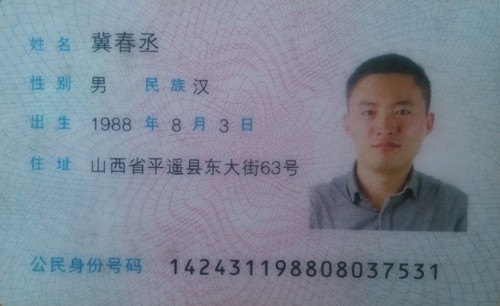 姓名 冀春丞
性别 男 民族 汉
出生 1988 年 8 月 3 日
住址 山西省平遥县东大街63号
公民身份号码 142431198808037531